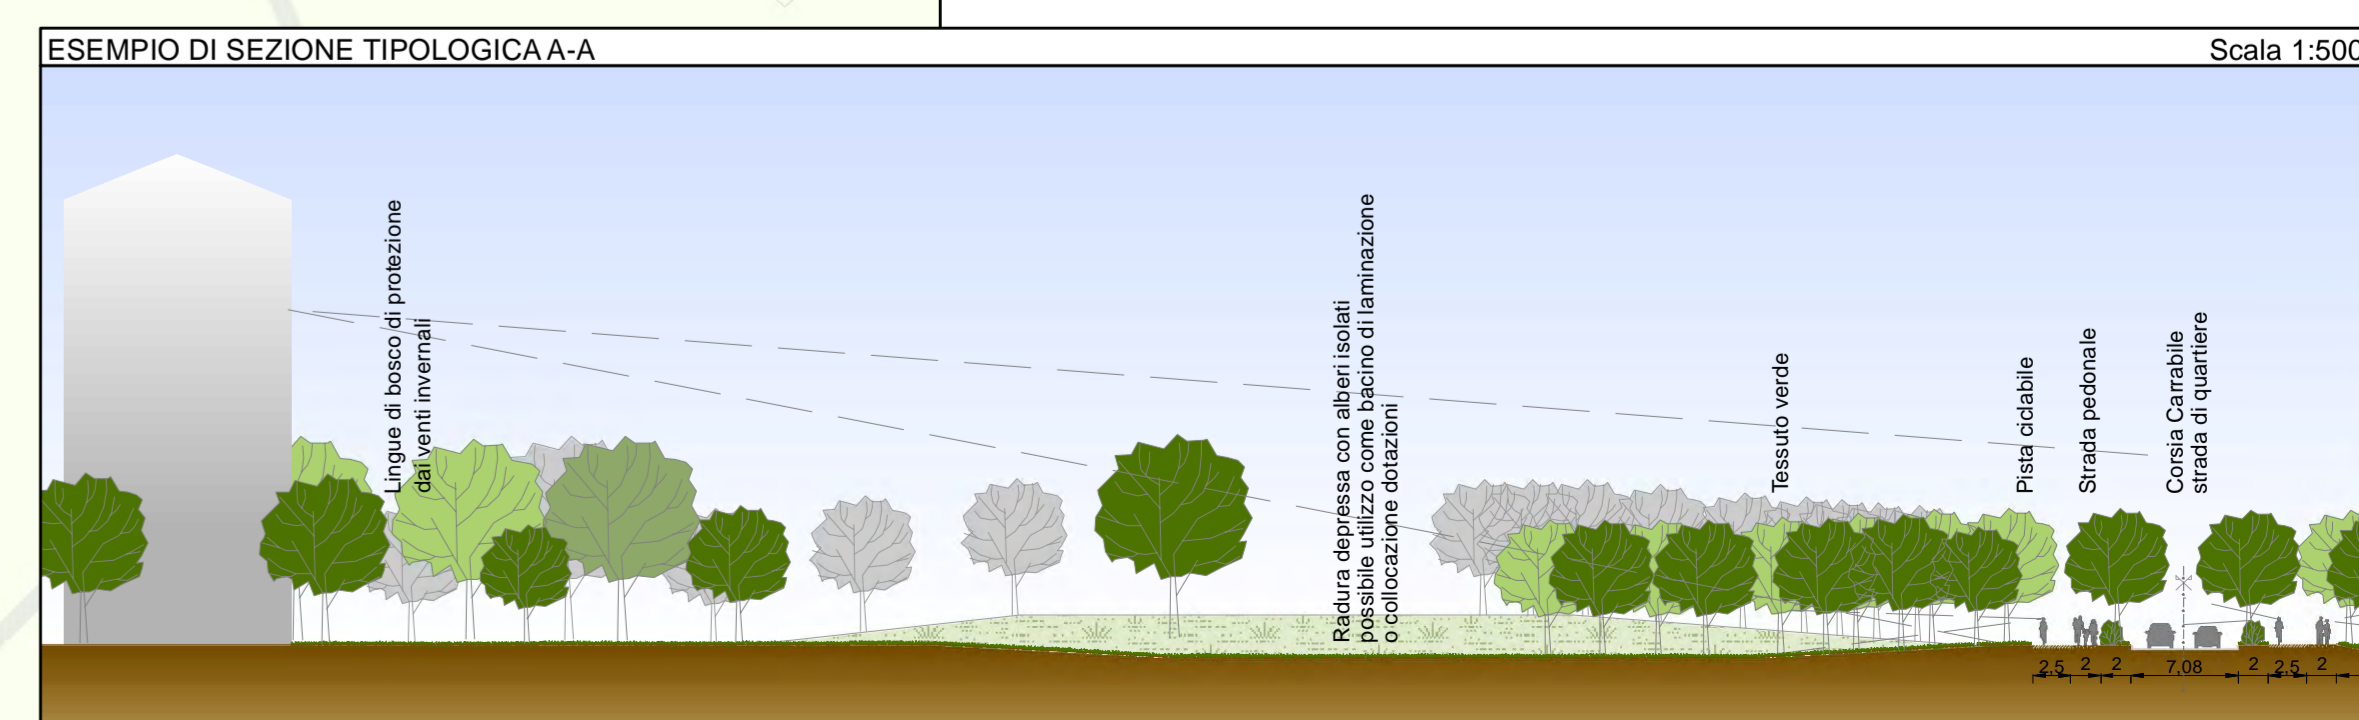 ESEMPIO DI SEZIONE TIPOLOGICA A-A
Scala 1:500
Lingue di bosco di protezione
dai venti invernali
Radura depressa con alberi isolati
possibile utilizzo come bacino di laminazione
o collocazione dotazioni
Tessuto verde
Pista ciclabile
Strada pedonale
Corsia Carrabile
strada di quartiere
2,5 2 2 7,08 2 2,5 2